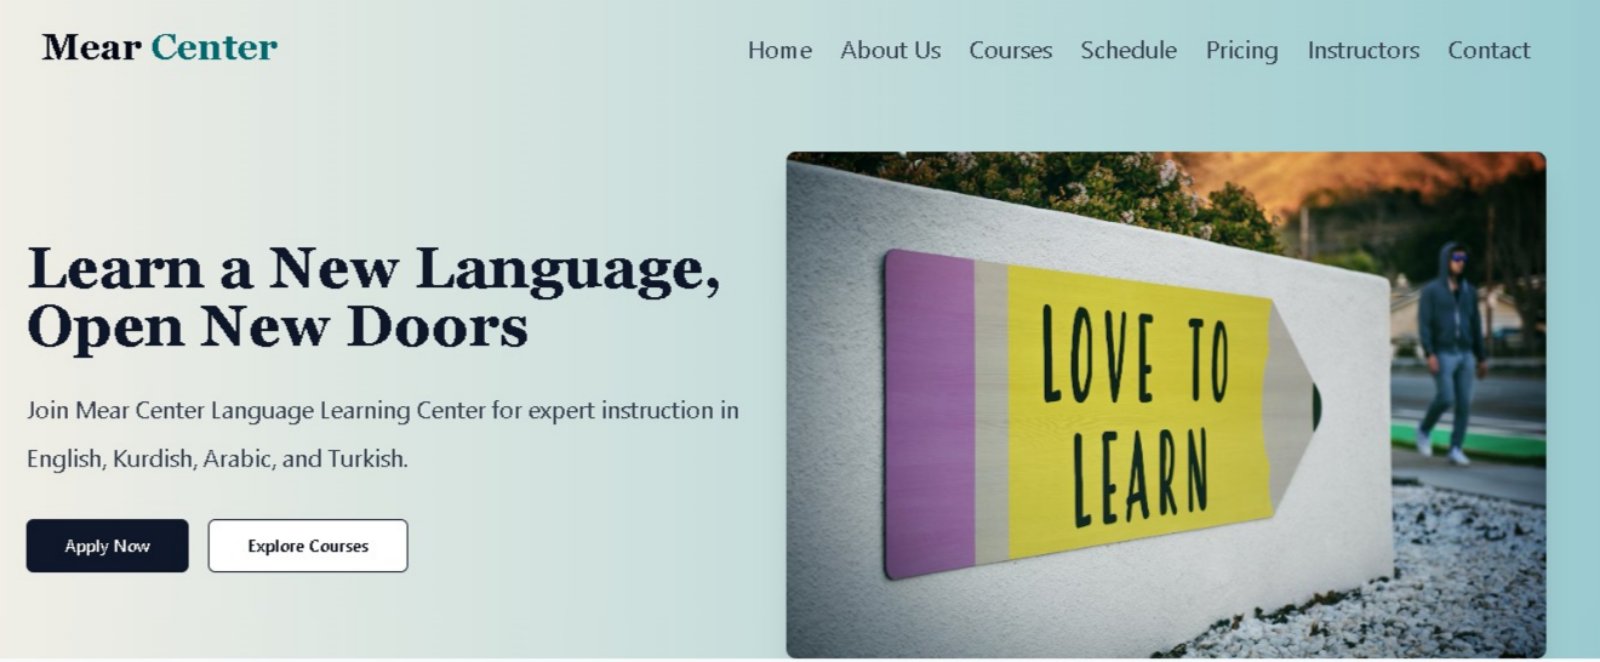 Mear Center
Home About Us Courses Schedule Pricing Instructors Contact
Learn a New Language,
Open New Doors
Join Mear Center Language Learning Center for expert instruction in
English, Kurdish, Arabic, and Turkish.
Apply Now Explore Courses
LOVE TO
LEARN